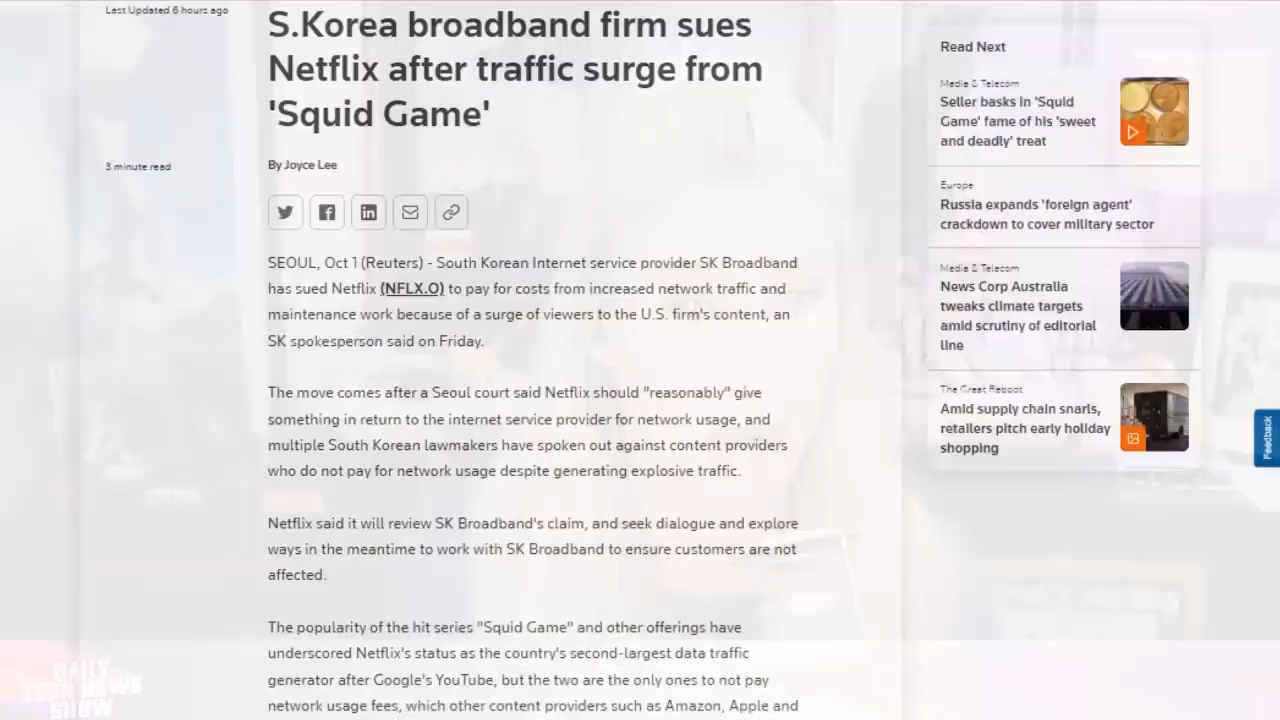 Last Updated 6 hours ago
S.Korea broadband firm sues
Netflix after traffic surge from
'Squid Game'
3 minute read
By Joyce Lee
SEOUL, Oct 1 (Reuters) - South Korean Internet service provider SK Broadband
has sued Netflix (NFLX.O) to pay for costs from increased network traffic and
maintenance work because of a surge of viewers to the U.S. firm's content, an
SK spokesperson said on Friday.
The move comes after a Seoul court said Netflix should "reasonably" give
something in return to the internet service provider for network usage, and
multiple South Korean lawmakers have spoken out against content providers
who do not pay for network usage despite generating explosive traffic.
Netflix said it will review SK Broadband's claim, and seek dialogue and explore
ways in the meantime to work with SK Broadband to ensure customers are not
affected.
The popularity of the hit series "Squid Game" and other offerings have
underscored Netflix's status as the country's second-largest data traffic
generator after Google's YouTube, but the two are the only ones to not pay
network usage fees, which other content providers such as Amazon, Apple and
Read Next
Media & Telecom
Seller basks in 'Squid
Game' fame of his 'sweet
and deadly' treat
Europe
Russia expands 'foreign agent'
crackdown to cover military sector
Media & Telecom
News Corp Australia
tweaks climate targets
amid scrutiny of editorial
line
The Great Reboot
Amid supply chain snarls,
retailers pitch early holiday
shopping
Feedback
DAILY
TECH NEWS
SHOW